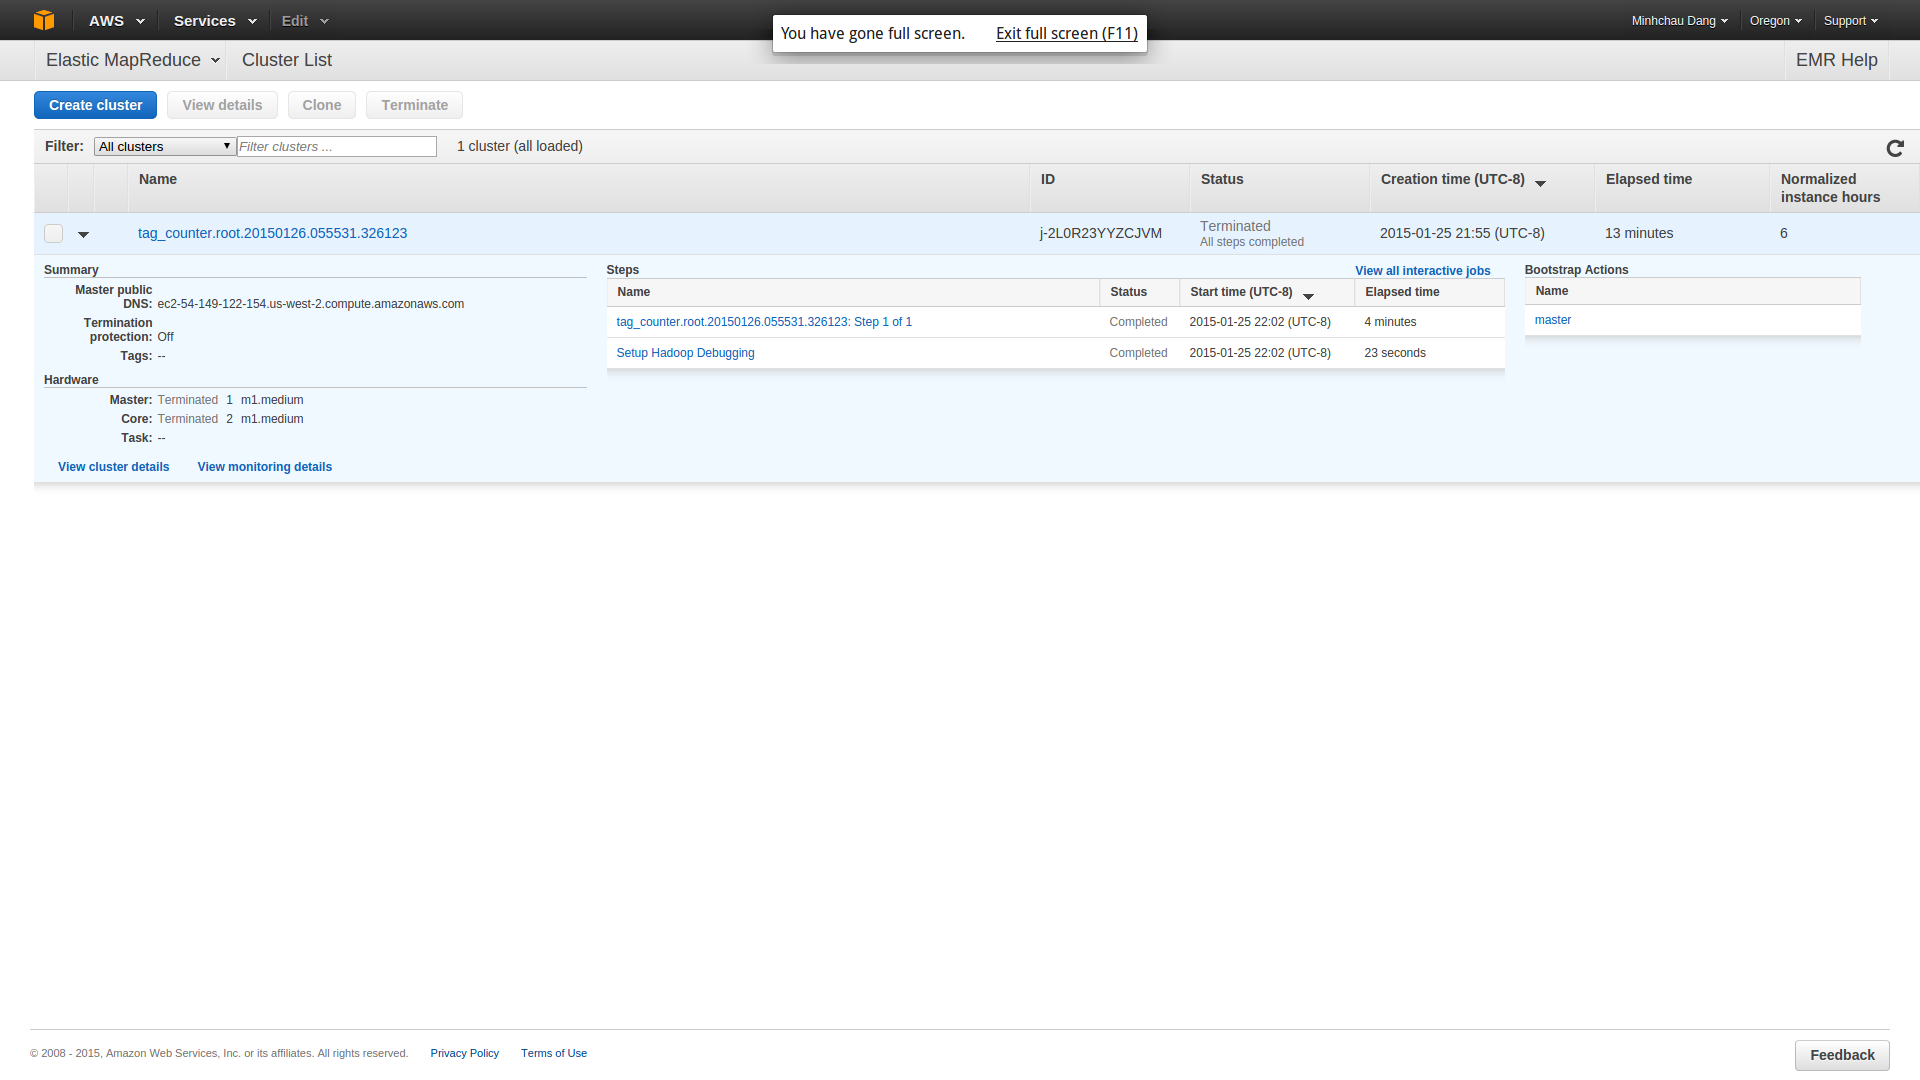 AWS Services Edit Minhchau Dang Oregon Support
You have gone full screen. Exit full screen (F11)
Elastic MapReduce Cluster List EMR Help
Create cluster View details Clone Terminate
Filter: All clusters Filter clusters ... 1 cluster (all loaded)
Name ID Status Creation time (UTC-8) Elapsed time Normalized
instance hours
tag_counter.root.20150126.055531.326123 j-2L0R23YYZCJVM Terminated 2015-01-25 21:55 (UTC-8) 13 minutes 6
All steps completed
Summary
Master public
DNS: ec2-54-149-122-154.us-west-2.compute.amazonaws.com
Termination
protection: Off
Tags: --
Hardware
Master: Terminated 1 m1.medium
Core: Terminated 2 m1.medium
Task: --
View cluster details View monitoring details
Steps View all interactive jobs
Name Status Start time (UTC-8) Elapsed time
tag_counter.root.20150126.055531.326123: Step 1 of 1 Completed 2015-01-25 22:02 (UTC-8) 4 minutes
Setup Hadoop Debugging Completed 2015-01-25 22:02 (UTC-8) 23 seconds
Bootstrap Actions
Name
master
© 2008 - 2015, Amazon Web Services, Inc. or its affiliates. All rights reserved. Privacy Policy Terms of Use
Feedback